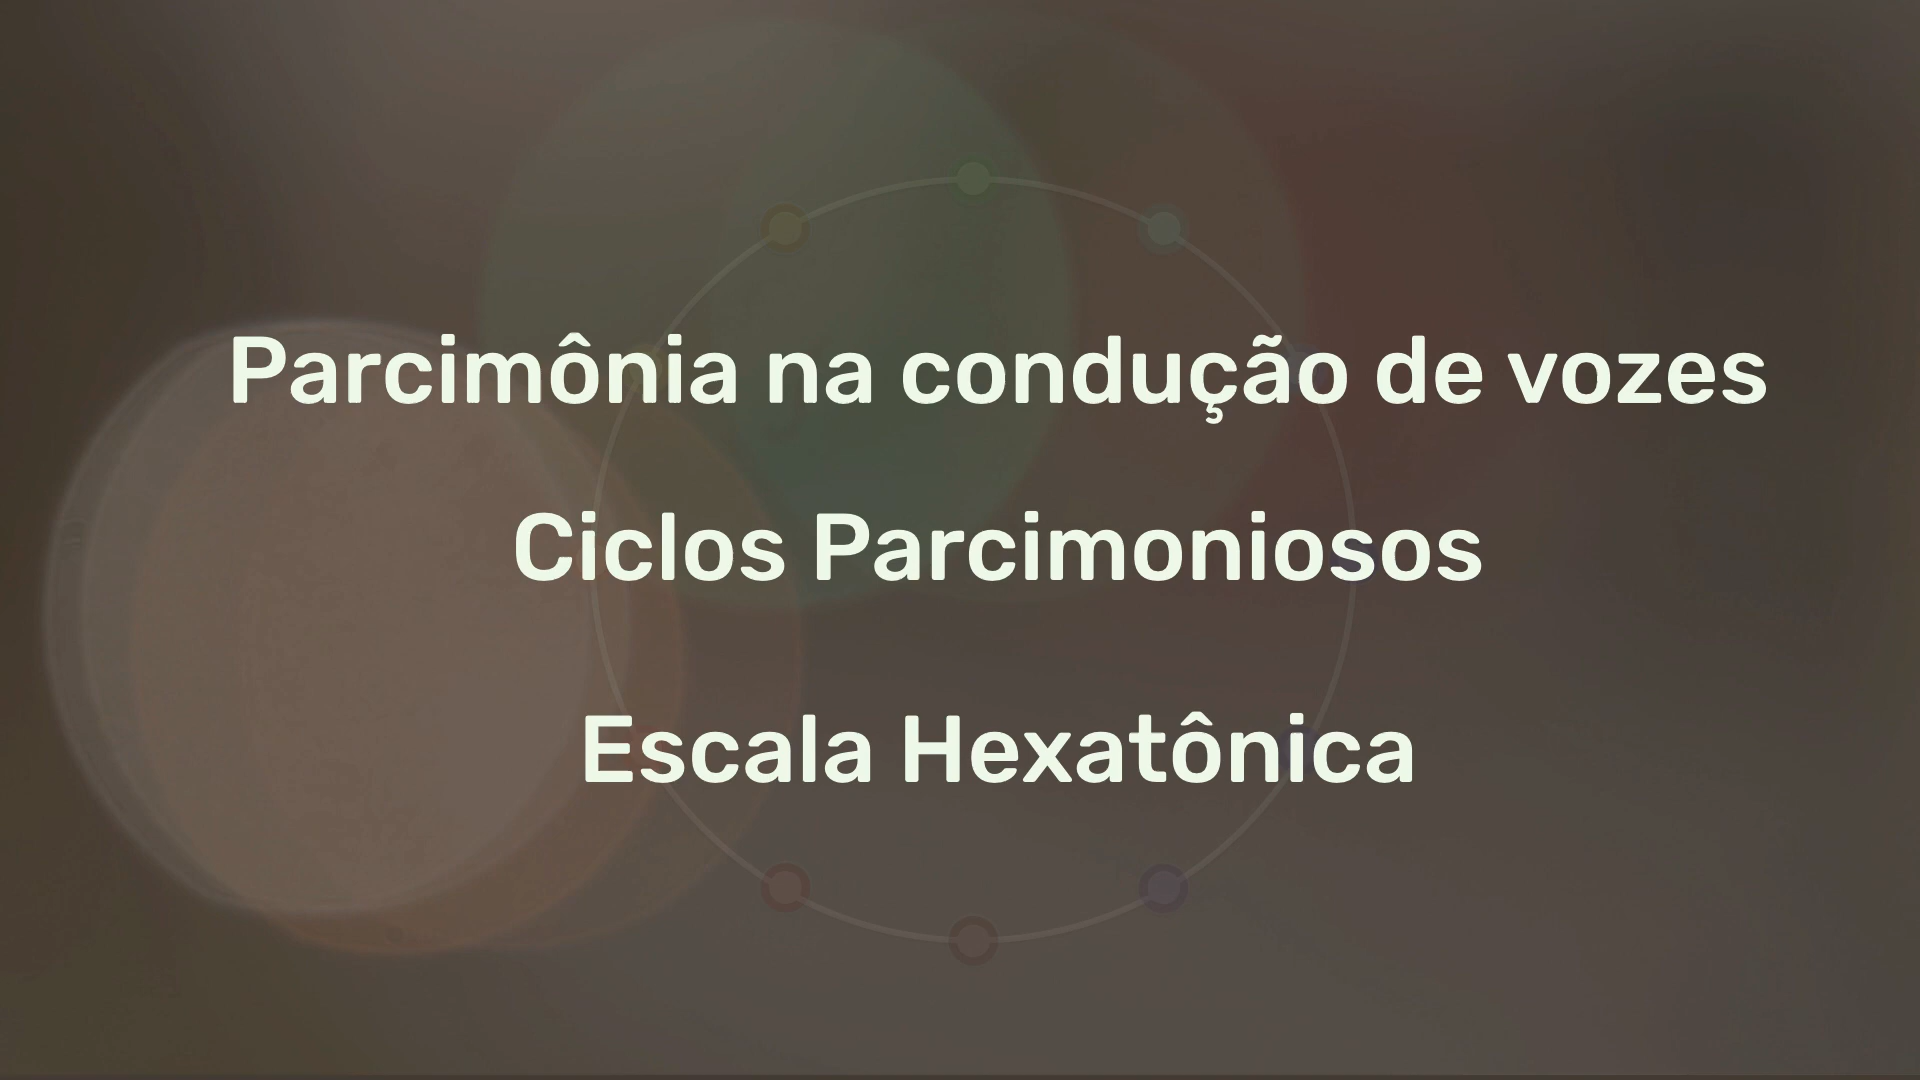 Parcimônia na condução de vozes
Ciclos Parcimoniosos
Escala Hexatônica